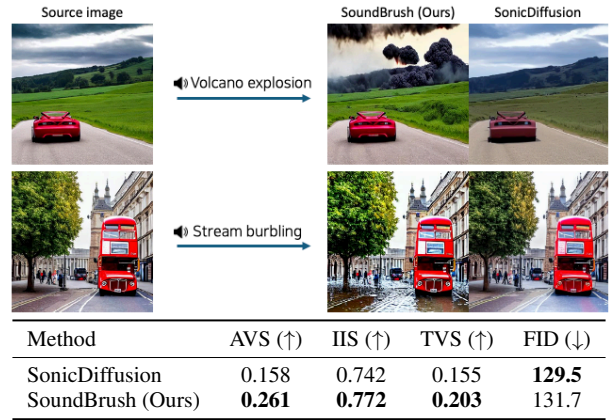 Source image
SoundBrush (Ours)
SonicDiffusion
Volcano explosion
Stream burbling
Method AVS (↑) IIS (↑) TVS (↑) FID (↓)
SonicDiffusion 0.158 0.742 0.155 129.5
SoundBrush (Ours) 0.261 0.772 0.203 131.7